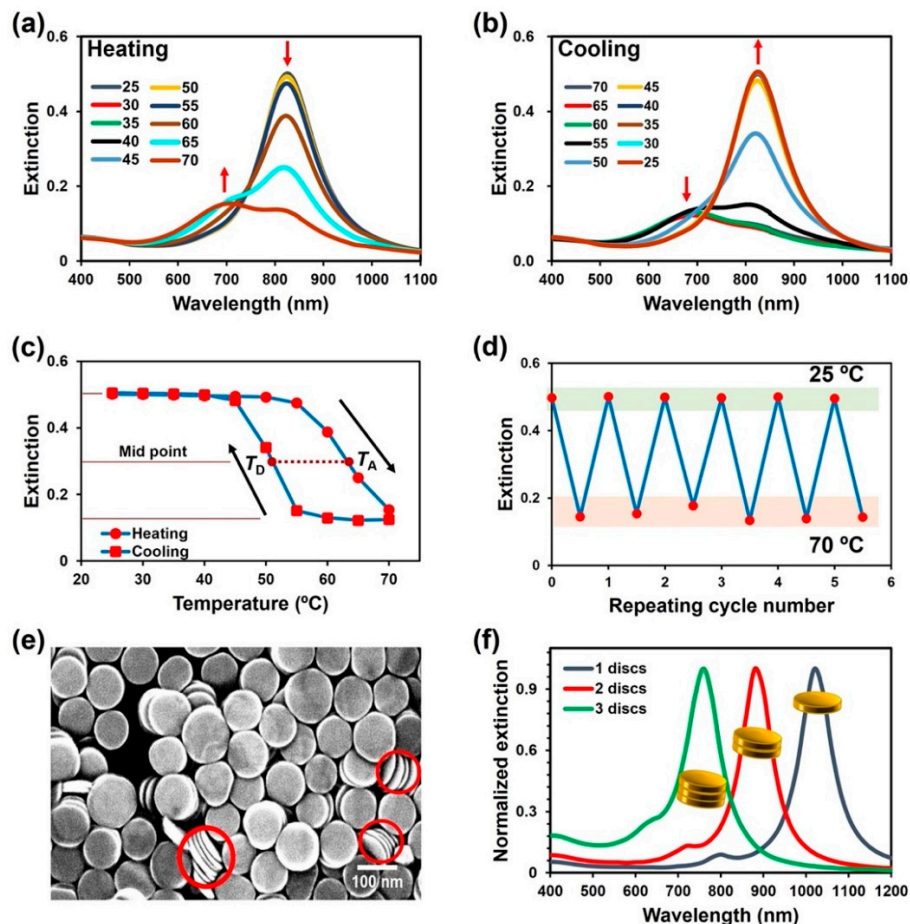 (a)
Heating
0.6
0.4
0.2
0
Extinction
25
50
30
55
35
60
40
65
45
70
400 500 600 700 800 900 1000 1100
Wavelength (nm)
(b)
Cooling
0.6
0.4
0.2
0.0
Extinction
70
45
65
40
60
35
55
30
50
25
400 500 600 700 800 900 1000 1100
Wavelength (nm)
(c)
0.6
0.4
0.2
0
Extinction
Mid point
TD
TA
Heating
Cooling
20 30 40 50 60 70
Temperature (ºC)
(d)
0.6
0.4
0.2
0
Extinction
25 ºC
70 ºC
0 1 2 3 4 5 6
Repeating cycle number
(e)
100 nm
(f)
0.9
0.6
0.3
0
Normalized extinction
1 discs
2 discs
3 discs
400 500 600 700 800 900 1000 1200
Wavelength (nm)